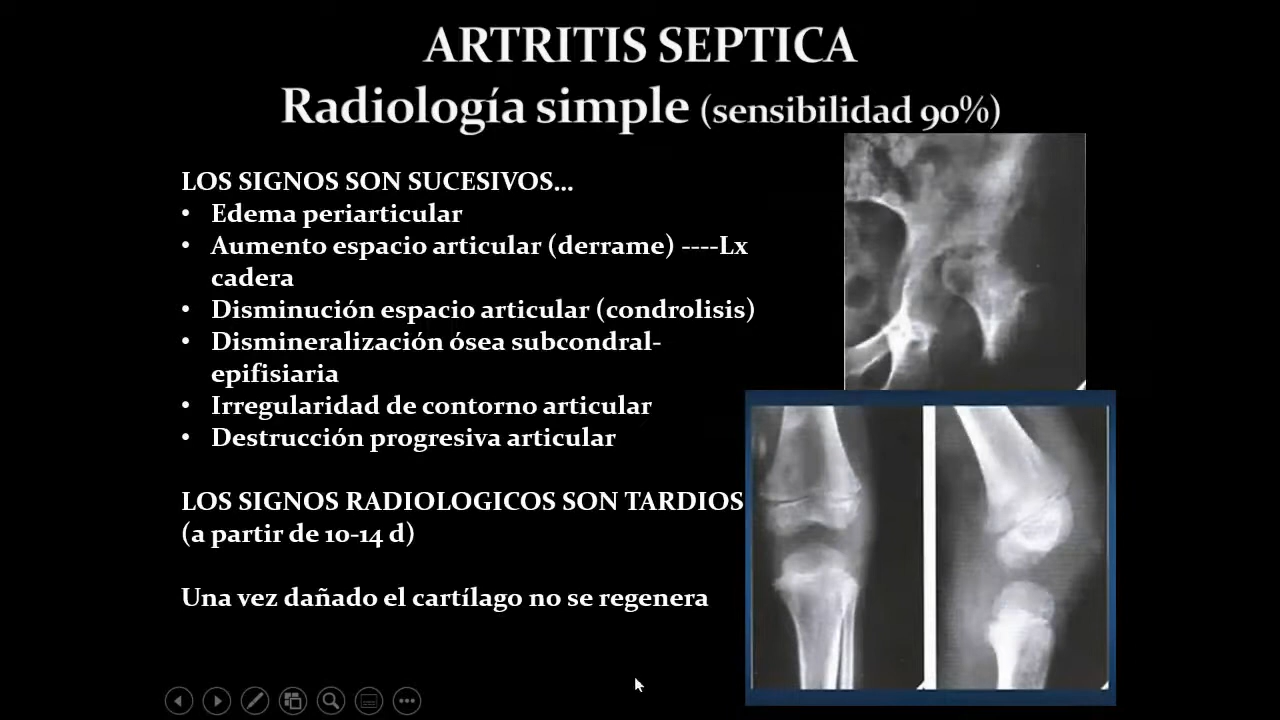 ARTRITIS SEPTICA
Radiología simple (sensibilidad 90%)
LOS SIGNOS SON SUCESIVOS...
• Edema periarticular
• Aumento espacio articular (derrame) ----Lx
cadera
• Disminución espacio articular (condrolisis)
• Dismineralización ósea subcondral-
epifisiaria
• Irregularidad de contorno articular
• Destrucción progresiva articular
LOS SIGNOS RADIOLOGICOS SON TARDIOS
(a partir de 10-14 d)
Una vez dañado el cartílago no se regenera